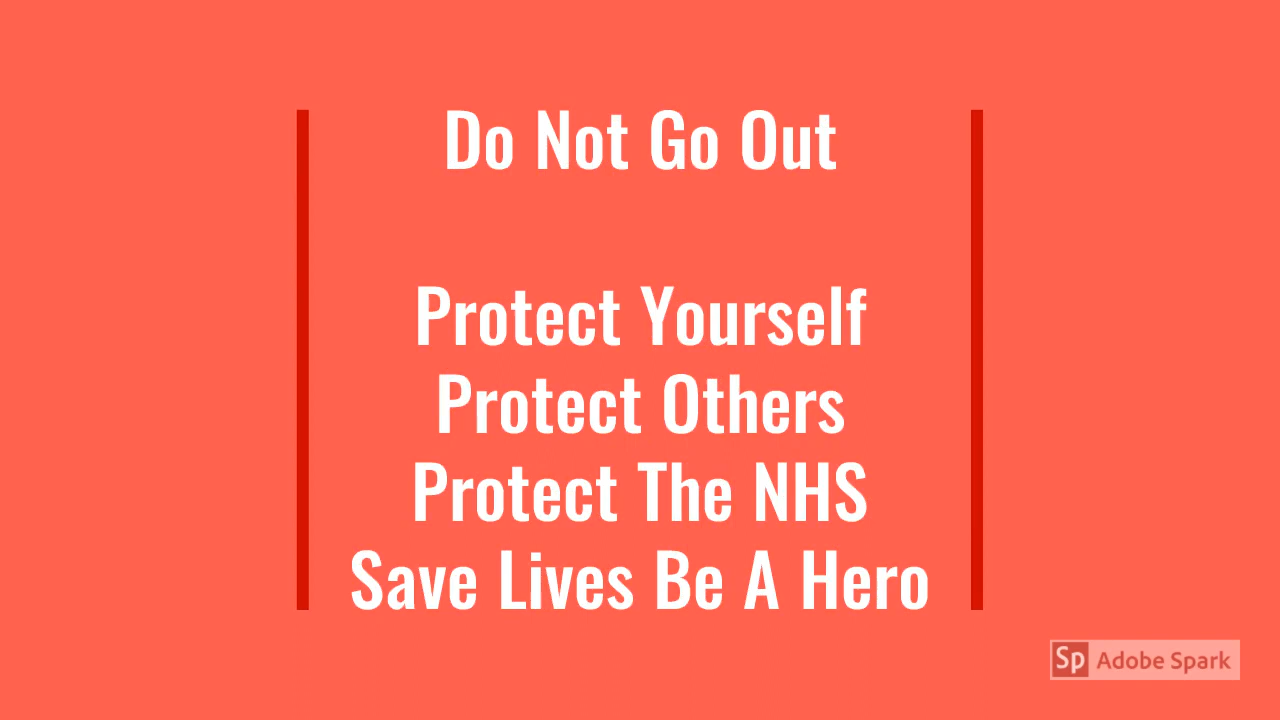 Do Not Go Out
Protect Yourself
Protect Others
Protect The NHS
Save Lives Be A Hero
Sp Adobe Spark